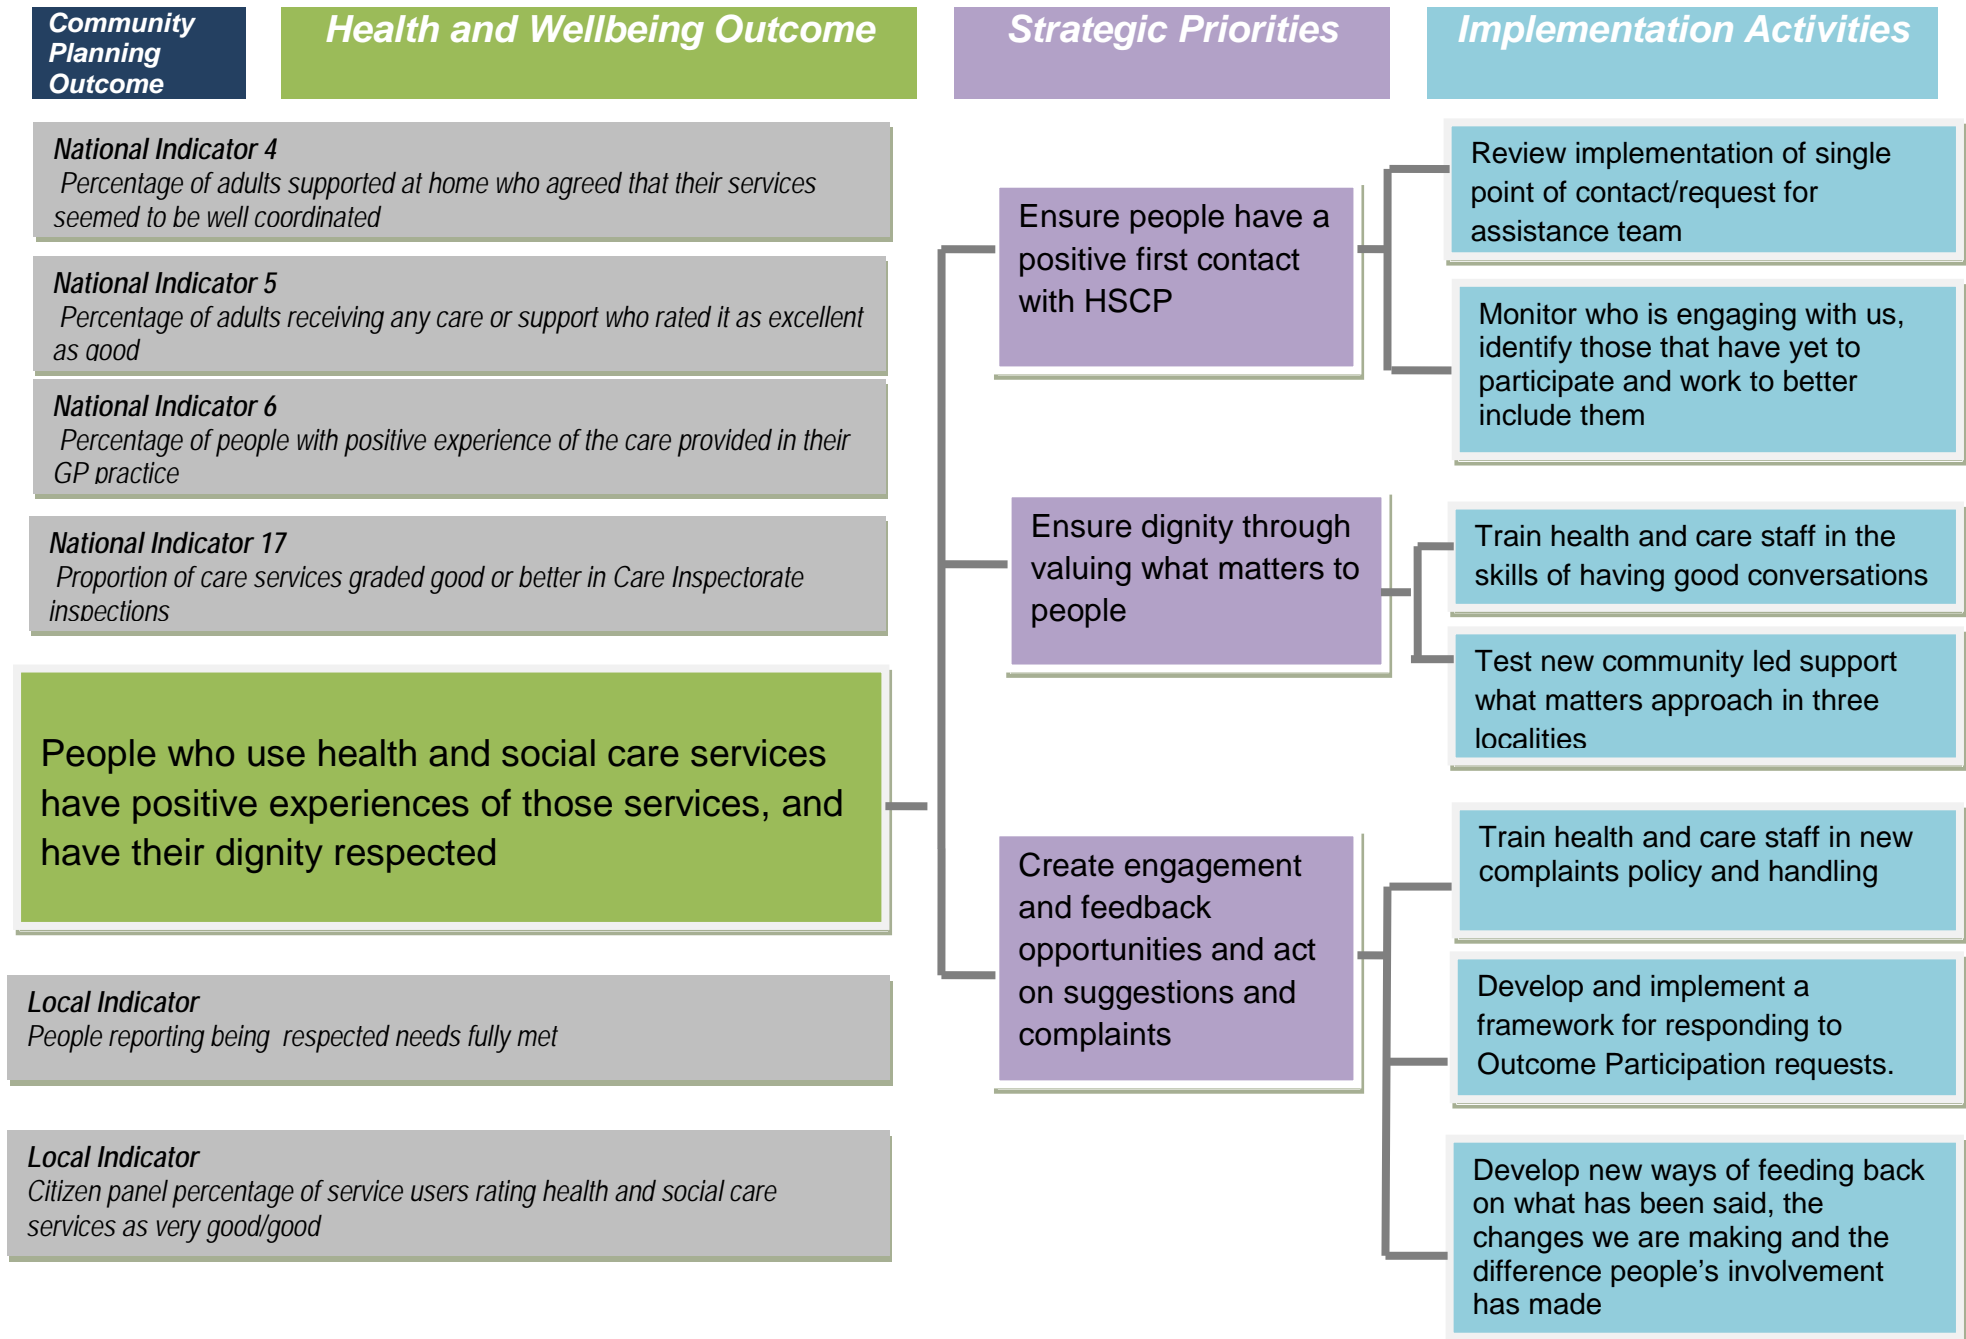 Community
Planning
Outcome
Health and Wellbeing Outcome
Strategic Priorities
Implementation Activities
National Indicator 4
Percentage of adults supported at home who agreed that their services
seemed to be well coordinated
National Indicator 5
Percentage of adults receiving any care or support who rated it as excellent
as good
National Indicator 6
Percentage of people with positive experience of the care provided in their
GP practice
National Indicator 17
Proportion of care services graded good or better in Care Inspectorate
inspections
People who use health and social care services
have positive experiences of those services, and
have their dignity respected
Local Indicator
People reporting being respected needs fully met
Local Indicator
Citizen panel percentage of service users rating health and social care
services as very good/good
Ensure people have a
positive first contact
with HSCP
Ensure dignity through
valuing what matters to
people
Create engagement
and feedback
opportunities and act
on suggestions and
complaints
Review implementation of single
point of contact/request for
assistance team
Monitor who is engaging with us,
identify those that have yet to
participate and work to better
include them
Train health and care staff in the
skills of having good conversations
Test new community led support
what matters approach in three
localities
Train health and care staff in new
complaints policy and handling
Develop and implement a
framework for responding to
Outcome Participation requests.
Develop new ways of feeding back
on what has been said, the
changes we are making and the
difference people’s involvement
has made